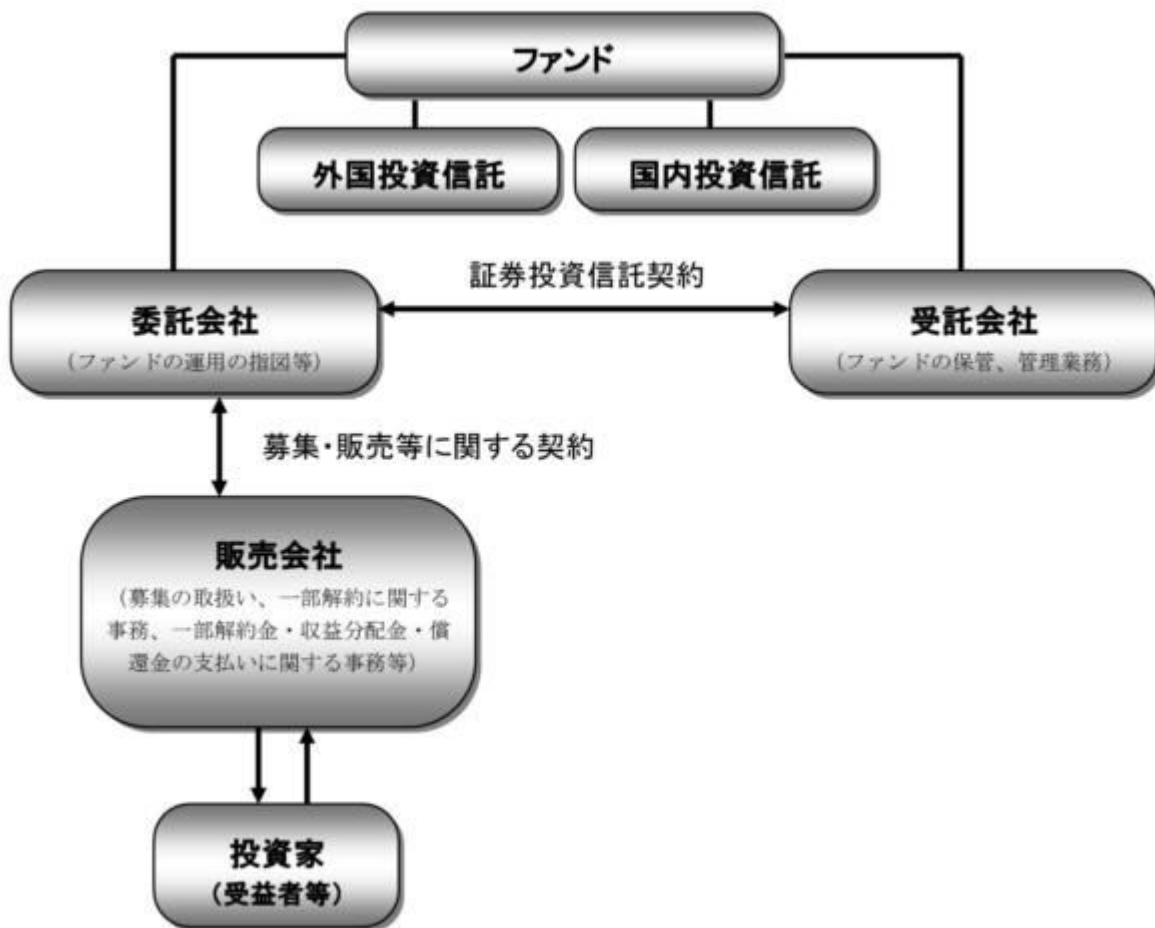 ファンド
外国投資信託
国内投資信託
証券投資信託契約
委託会社
（ファンドの運用の指図等）
受託会社
（ファンドの保管、管理業務）
募集・販売等に関する契約
販売会社
（募集の取扱い、一部解約に関する
事務、一部解約金・収益分配金・償
還金の支払いに関する事務等）
投資家
（受益者等）